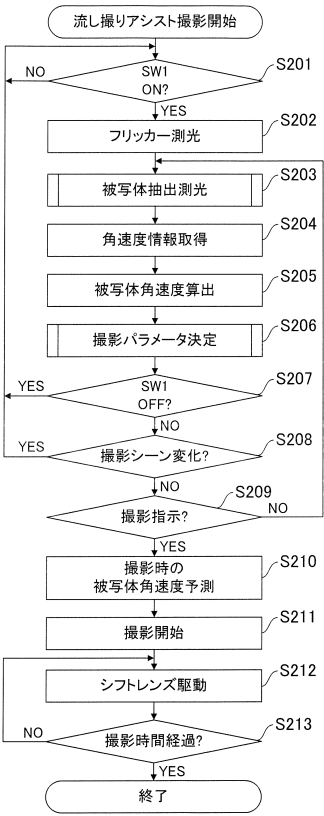 流し撮りアシスト撮影開始
SW1
ON?
NO
S201
YES
フリッカー測光
S202
被写体抽出測光
S203
角速度情報取得
S204
被写体角速度算出
S205
撮影パラメータ決定
S206
SW1
OFF?
YES
S207
NO
撮影シーン変化?
YES
S208
NO
撮影指示?
S209
NO
YES
撮影時の
被写体角速度予測
S210
撮影開始
S211
シフトレンズ駆動
S212
撮影時間経過?
NO
S213
YES
終了